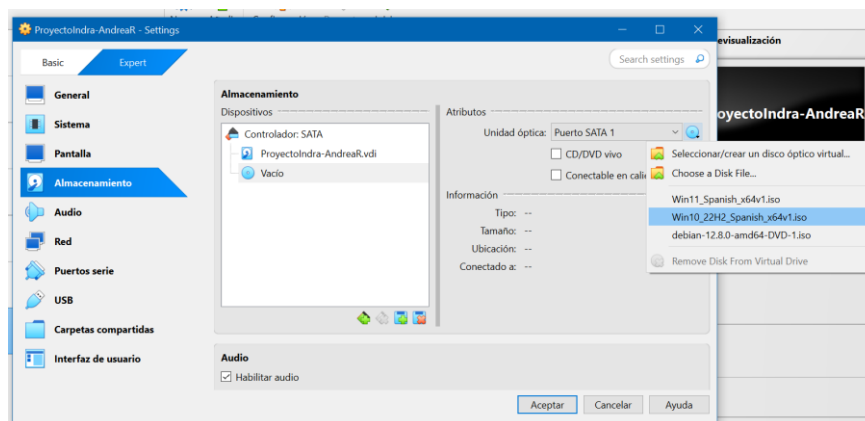 ProyectoIndra-AndreaR - Settings
evisualización
Basic
Expert
Search settings
General
Sistema
Pantalla
Almacenamiento
Audio
Red
Puertos serie
USB
Carpetas compartidas
Interfaz de usuario
Almacenamiento
Dispositivos
Controlador: SATA
ProyectoIndra-AndreaR.vdi
Vacío
Atributos
Unidad óptica: Puerto SATA 1
CD/DVD vivo
Conectable en cali
Información
Tipo: --
Tamaño: --
Ubicación: --
Conectado a: --
Seleccionar/crear un disco óptico virtual...
Choose a Disk File...
Win11_Spanish_x64v1.iso
Win10_22H2_Spanish_x64v1.iso
debian-12.8.0-amd64-DVD-1.iso
Remove Disk From Virtual Drive
oyectoIndra-AndreaR
Audio
Habilitar audio
Aceptar
Cancelar
Ayuda